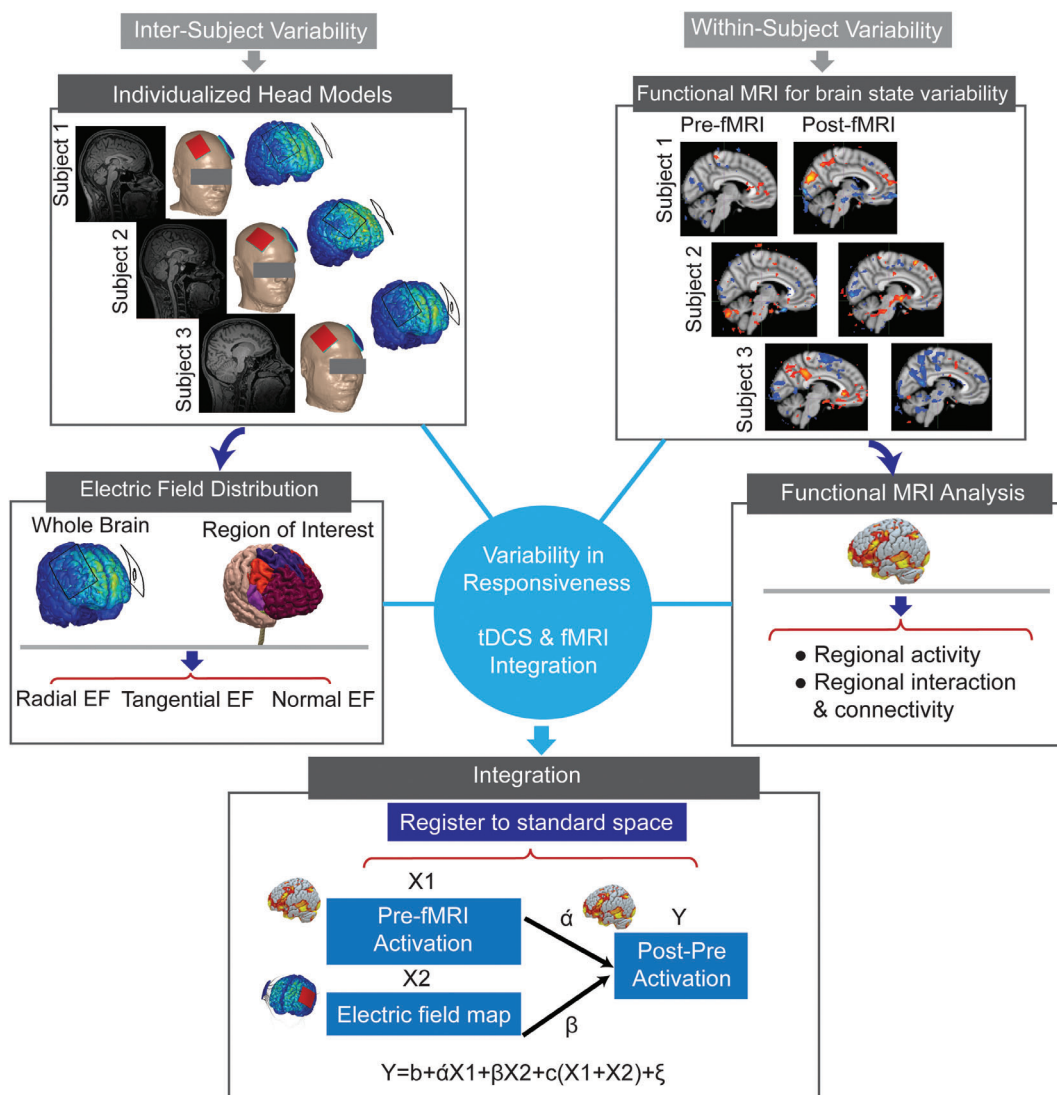 Inter-Subject Variability
Individualized Head Models
Subject 1
Subject 2
Subject 3
Within-Subject Variability
Functional MRI for brain state variability
Pre-fMRI
Post-fMRI
Subject 1
Subject 2
Subject 3
Electric Field Distribution
Whole Brain
Region of Interest
Radial EF
Tangential EF
Normal EF
Variability in
Responsiveness
tDCS & fMRI
Integration
Functional MRI Analysis
● Regional activity
● Regional interaction
& connectivity
Integration
Register to standard space
X1
Pre-fMRI
Activation
X2
Electric field map
ά
β
Y
Post-Pre
Activation
Y=b+άX1+βX2+c(X1+X2)+ξ